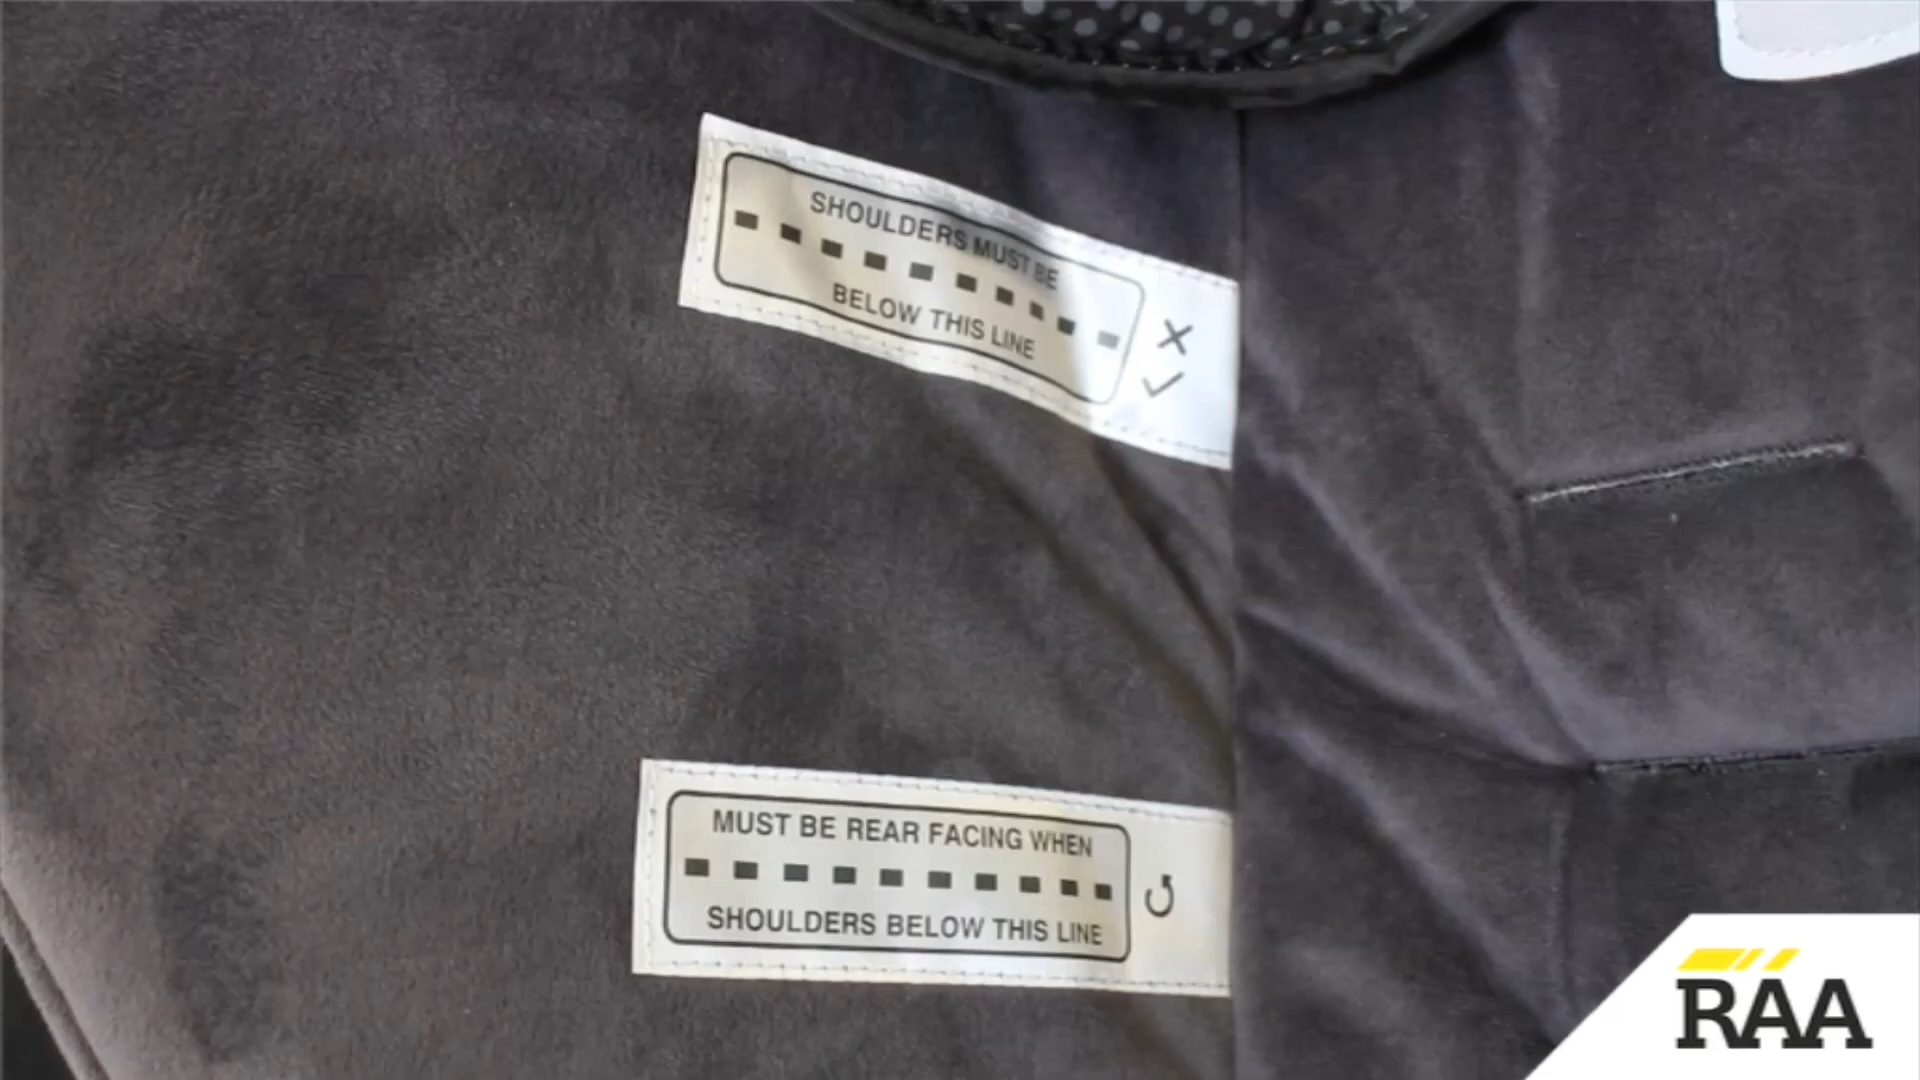 SHOULDERS MUST BE
BELOW THIS LINE
MUST BE REAR FACING WHEN
SHOULDERS BELOW THIS LINE
RAA